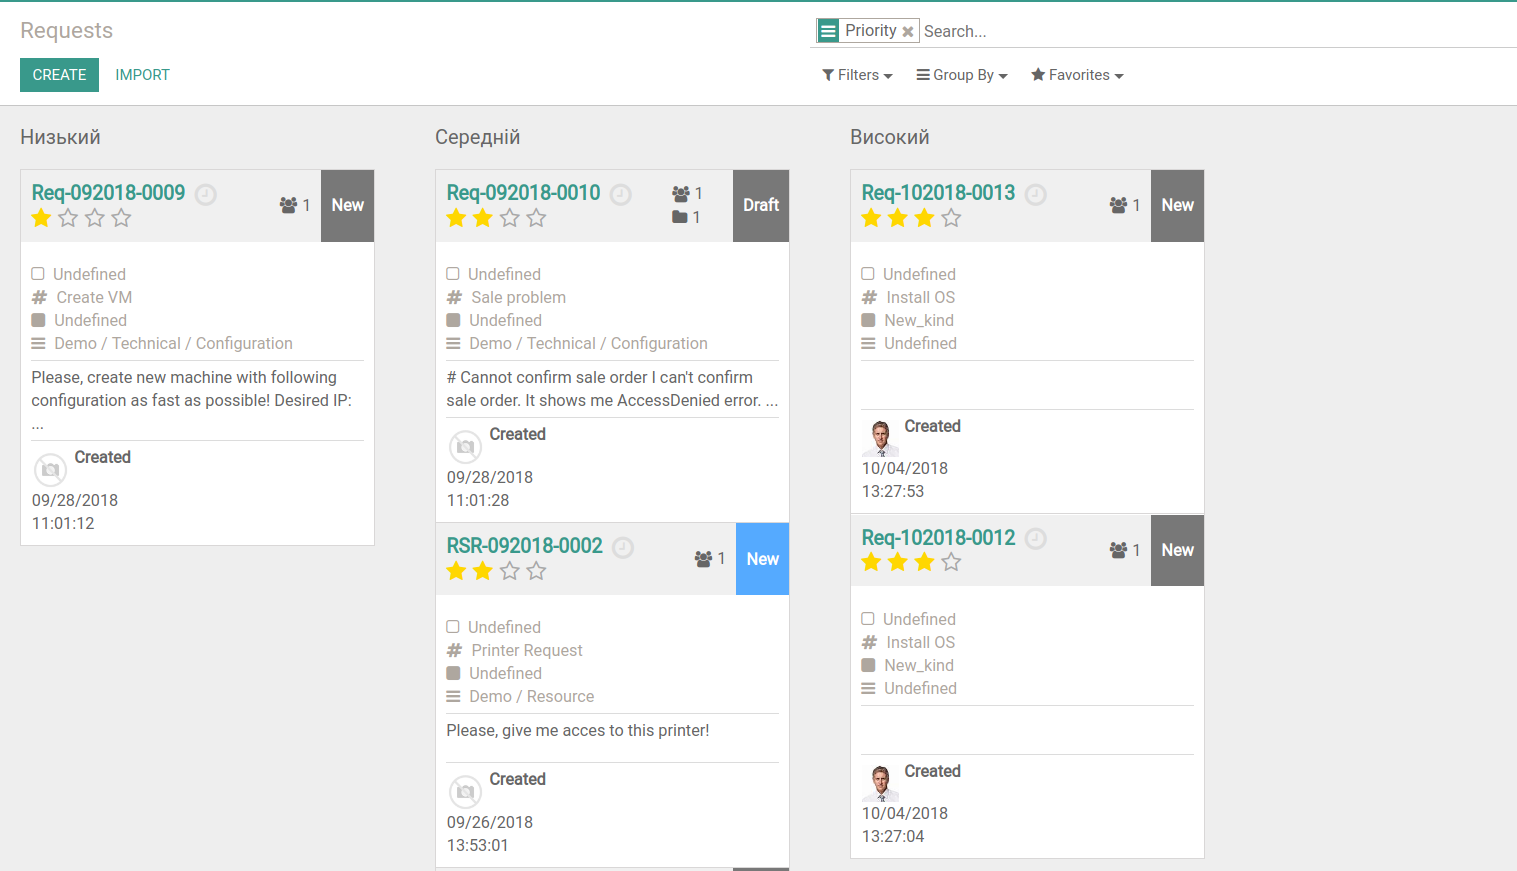 Requests
Priority Search...
CREATE IMPORT
Filters Group By Favorites
Низький
Req-092018-0009
1
New
Undefined
# Create VM
Undefined
Demo / Technical / Configuration
Please, create new machine with following
configuration as fast as possible! Desired IP:
...
Created
09/28/2018
11:01:12
Середній
Req-092018-0010
1
1
Draft
Undefined
# Sale problem
Undefined
Demo / Technical / Configuration
# Cannot confirm sale order I can't confirm
sale order. It shows me AccessDenied error. ...
Created
09/28/2018
11:01:28
RSR-092018-0002
1
New
Undefined
# Printer Request
Undefined
Demo / Resource
Please, give me acces to this printer!
Created
09/26/2018
13:53:01
Високий
Req-102018-0013
1
New
Undefined
# Install OS
New_kind
Undefined
Created
10/04/2018
13:27:53
Req-102018-0012
1
New
Undefined
# Install OS
New_kind
Undefined
Created
10/04/2018
13:27:04